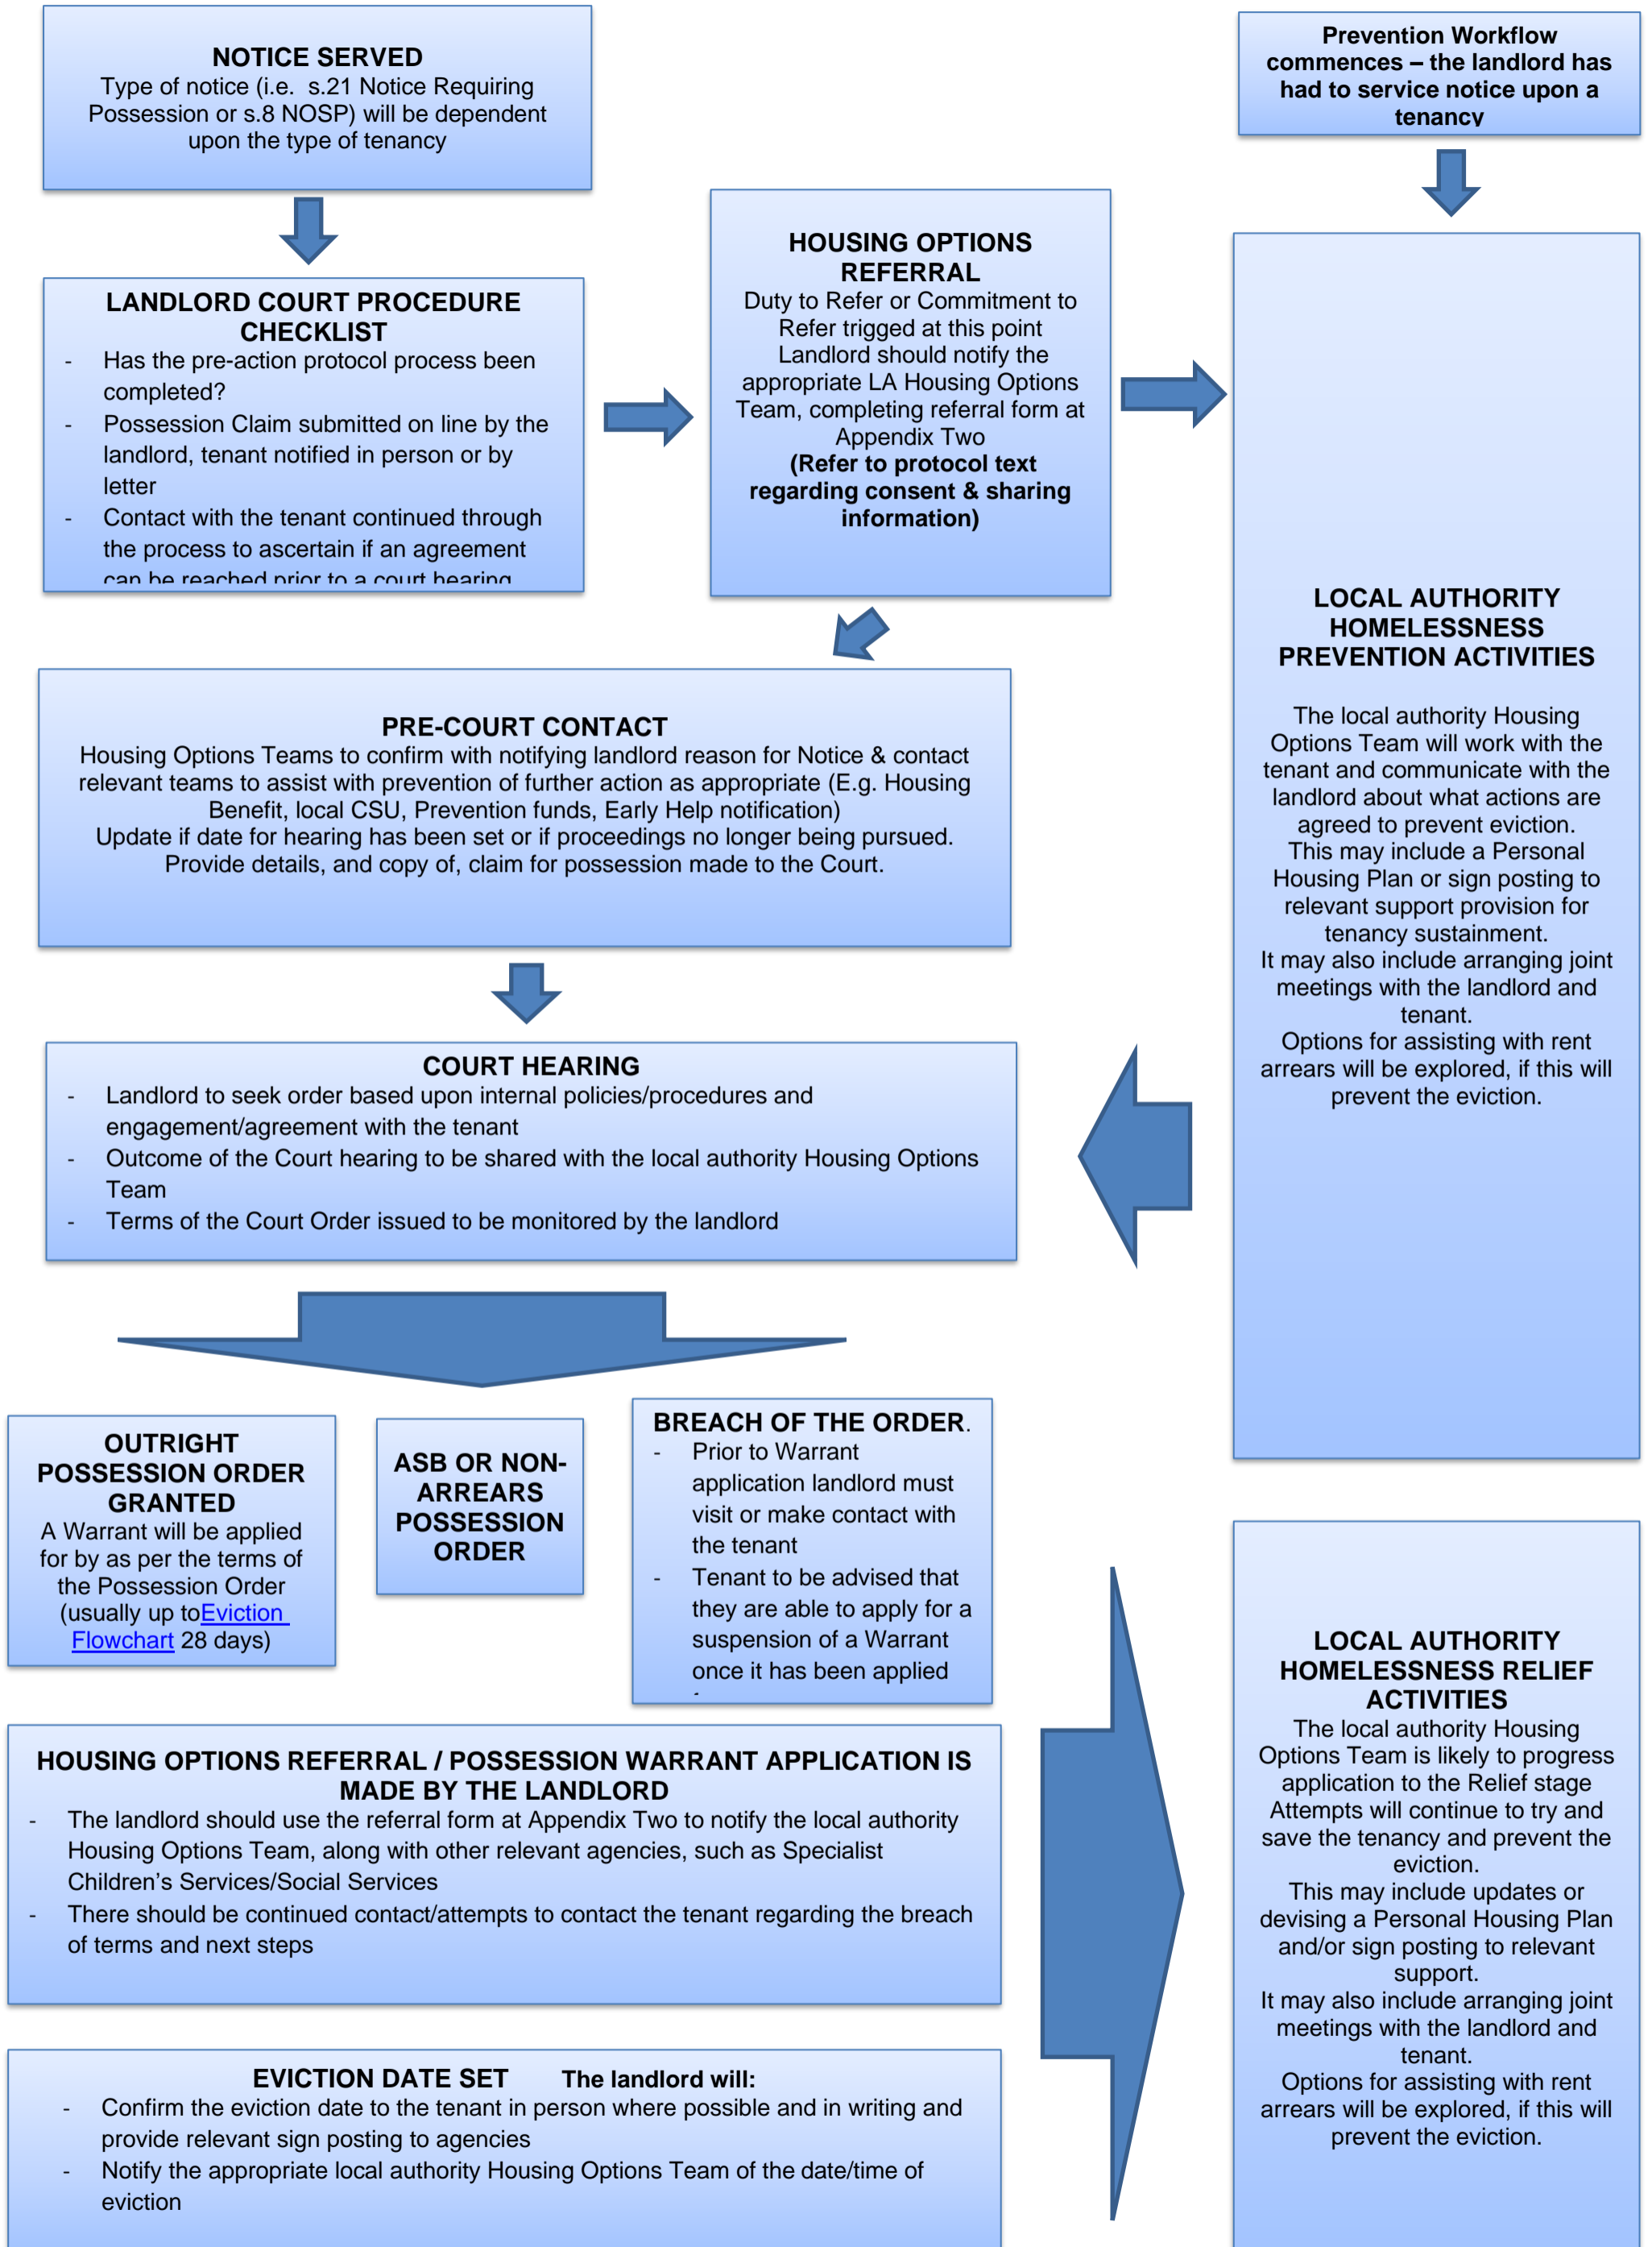 NOTICE SERVED
Type of notice (i.e.  s.21 Notice Requiring
Possession or s.8 NOSP) will be dependent
upon the type of tenancy
Prevention Workflow
commences – the landlord has
had to service notice upon a
tenancy
LANDLORD COURT PROCEDURE
CHECKLIST
- Has the pre-action protocol process been
completed?
- Possession Claim submitted on line by the
landlord, tenant notified in person or by
letter
- Contact with the tenant continued through
the process to ascertain if an agreement
can be reached prior to a court hearing
HOUSING OPTIONS
REFERRAL
Duty to Refer or Commitment to
Refer trigged at this point
Landlord should notify the
appropriate LA Housing Options
Team, completing referral form at
Appendix Two
(Refer to protocol text
regarding consent & sharing
information)
LOCAL AUTHORITY
HOMELESSNESS
PREVENTION ACTIVITIES
The local authority Housing
Options Team will work with the
tenant and communicate with the
landlord about what actions are
agreed to prevent eviction.
This may include a Personal
Housing Plan or sign posting to
relevant support provision for
tenancy sustainment.
It may also include arranging joint
meetings with the landlord and
tenant.
Options for assisting with rent
arrears will be explored, if this will
prevent the eviction.
PRE-COURT CONTACT
Housing Options Teams to confirm with notifying landlord reason for Notice & contact
relevant teams to assist with prevention of further action as appropriate (E.g. Housing
Benefit, local CSU, Prevention funds, Early Help notification)
Update if date for hearing has been set or if proceedings no longer being pursued.
Provide details, and copy of, claim for possession made to the Court.
COURT HEARING
- Landlord to seek order based upon internal policies/procedures and
engagement/agreement with the tenant
- Outcome of the Court hearing to be shared with the local authority Housing Options
Team
- Terms of the Court Order issued to be monitored by the landlord
OUTRIGHT
POSSESSION ORDER
GRANTED
A Warrant will be applied
for by as per the terms of
the Possession Order
(usually up toEviction
Flowchart 28 days)
ASB OR NON-
ARREARS
POSSESSION
ORDER
BREACH OF THE ORDER.
- Prior to Warrant
application landlord must
visit or make contact with
the tenant
- Tenant to be advised that
they are able to apply for a
suspension of a Warrant
once it has been applied
HOUSING OPTIONS REFERRAL / POSSESSION WARRANT APPLICATION IS
MADE BY THE LANDLORD
- The landlord should use the referral form at Appendix Two to notify the local authority
Housing Options Team, along with other relevant agencies, such as Specialist
Children’s Services/Social Services
- There should be continued contact/attempts to contact the tenant regarding the breach
of terms and next steps
EVICTION DATE SET The landlord will:
- Confirm the eviction date to the tenant in person where possible and in writing and
provide relevant sign posting to agencies
- Notify the appropriate local authority Housing Options Team of the date/time of
eviction
LOCAL AUTHORITY
HOMELESSNESS RELIEF
ACTIVITIES
The local authority Housing
Options Team is likely to progress
application to the Relief stage
Attempts will continue to try and
save the tenancy and prevent the
eviction.
This may include updates or
devising a Personal Housing Plan
and/or sign posting to relevant
support.
It may also include arranging joint
meetings with the landlord and
tenant.
Options for assisting with rent
arrears will be explored, if this will
prevent the eviction.